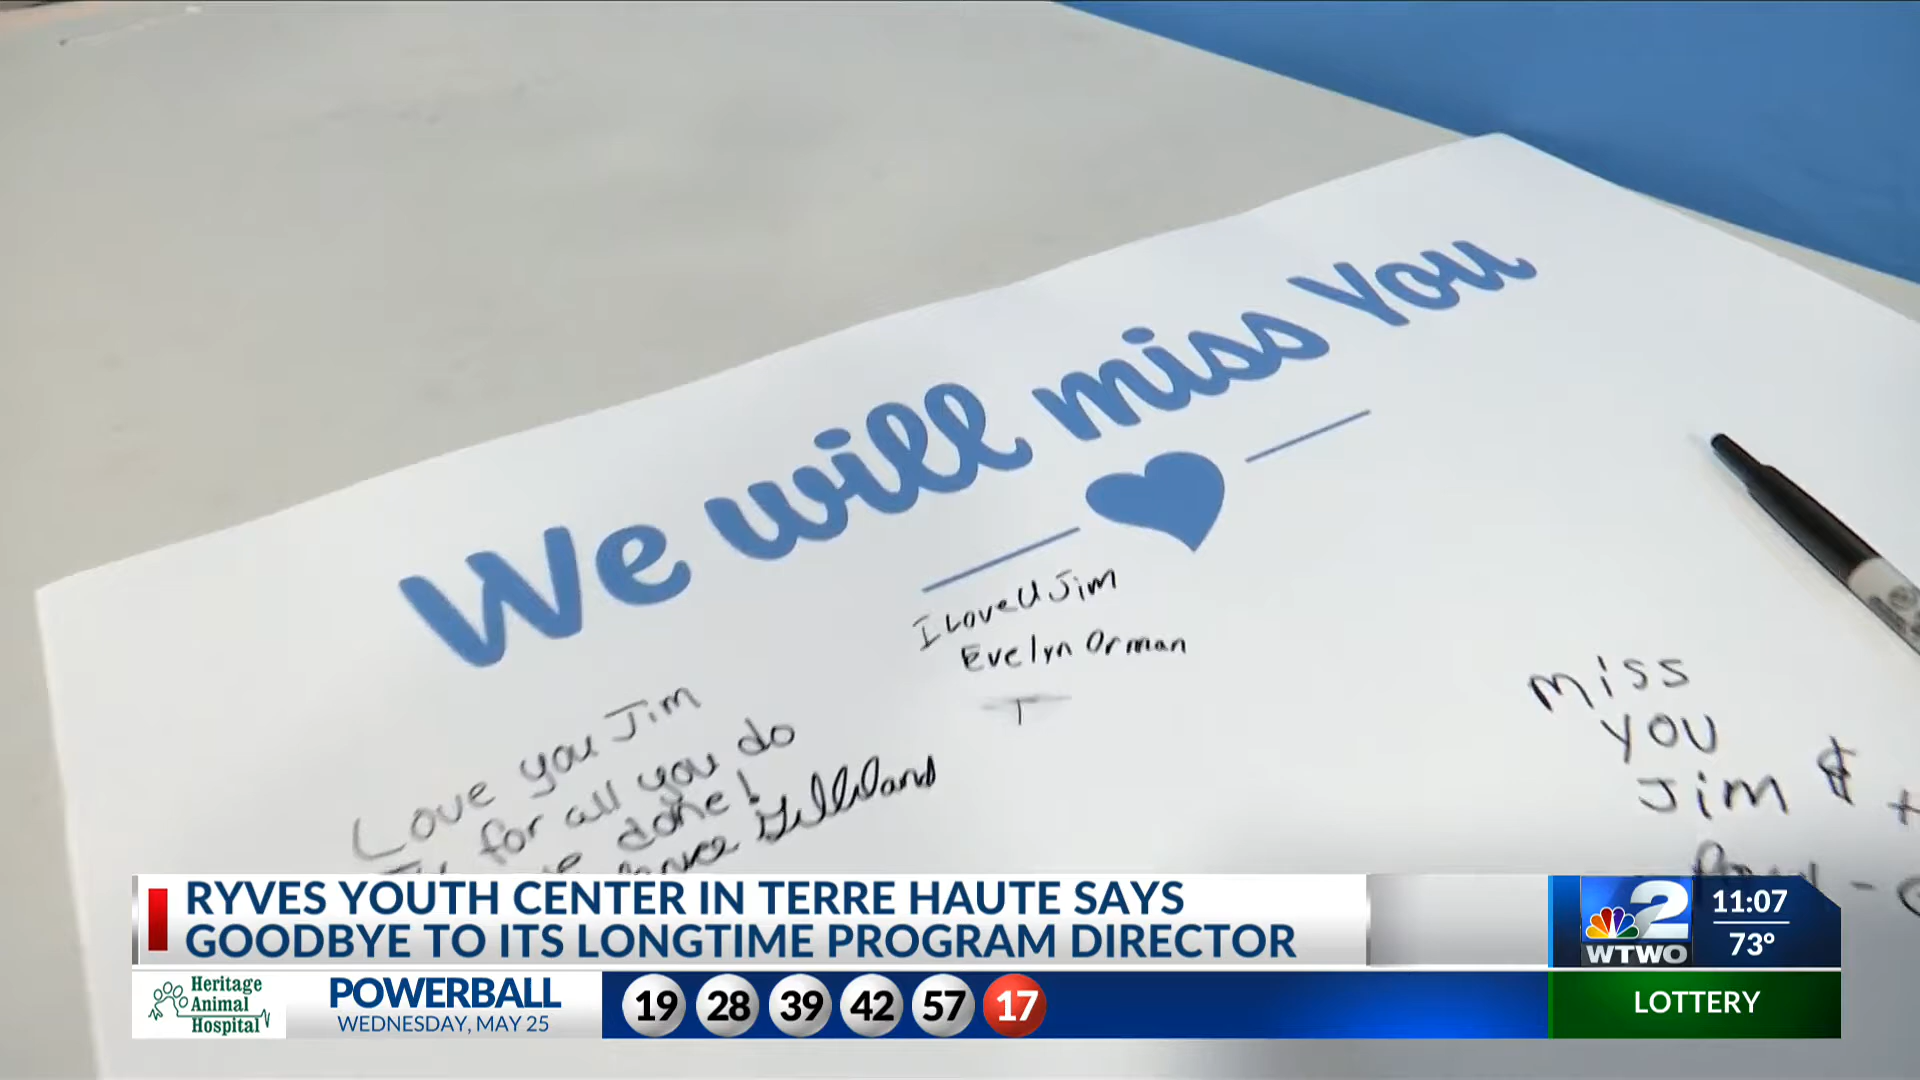 We will miss You
I Love U Jim
Evelyn Orman
Love you Jim
for all you do
done!
Gilleland
miss
you
Jim &
RYVES YOUTH CENTER IN TERRE HAUTE SAYS
GOODBYE TO ITS LONGTIME PROGRAM DIRECTOR
2
WTWO
11:07
73°
Heritage
Animal
Hospital
POWERBALL
WEDNESDAY, MAY 25
19 28 39 42 57 17
LOTTERY